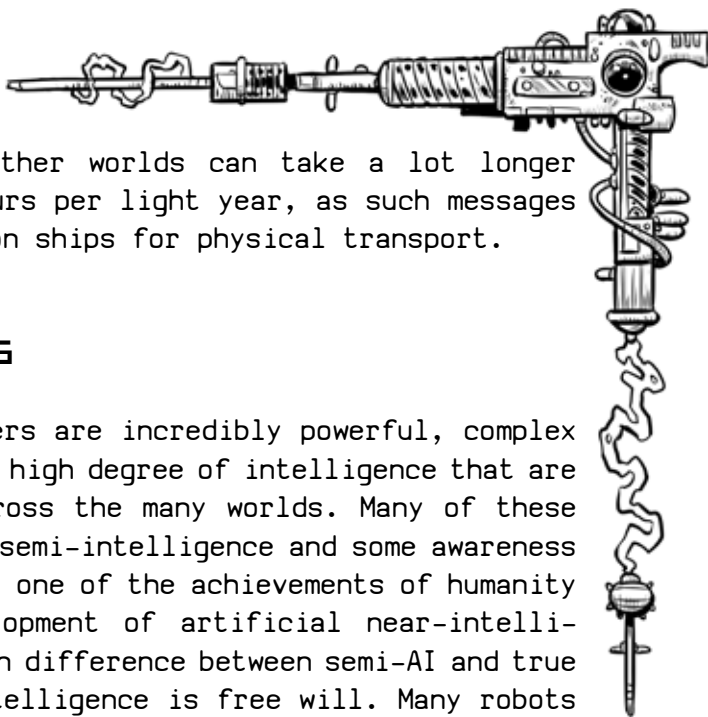 ther worlds can take a lot longer
urs per light year, as such messages
on ships for physical transport.
ers are incredibly powerful, complex
high degree of intelligence that are
ross the many worlds. Many of these
semi-intelligence and some awareness
one of the achievements of humanity
opment of artificial near-intelli-
n difference between semi-AI and true
telligence is free will. Many robots